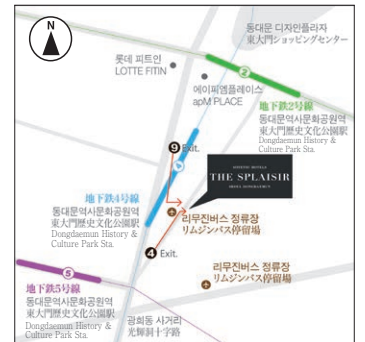 N
동대문 디자인플라자
東大門ショッピングセンター
롯데 피트인
LOTTE FITIN
2
에이피엠플레이스
apM PLACE
地下鉄2号線
동대문역사문화공원역
東大門歴史文化公園駅
Dongdaemun History &
Culture Park Sta.
9 Exit.
4
THE SPLAISIR
地下鉄4号線
동대문역사문화공원역
東大門歴史文化公園駅
Dongdaemun History &
Culture Park Sta.
리무진버스 정류장
リムジンバス停留場
4 Exit.
5
리무진버스 정류장
リムジンバス停留場
地下鉄5号線
동대문역사문화공원역
東大門歴史文化公園駅
Dongdaemun History &
Culture Park Sta.
광희동 사거리
光煕洞十字路